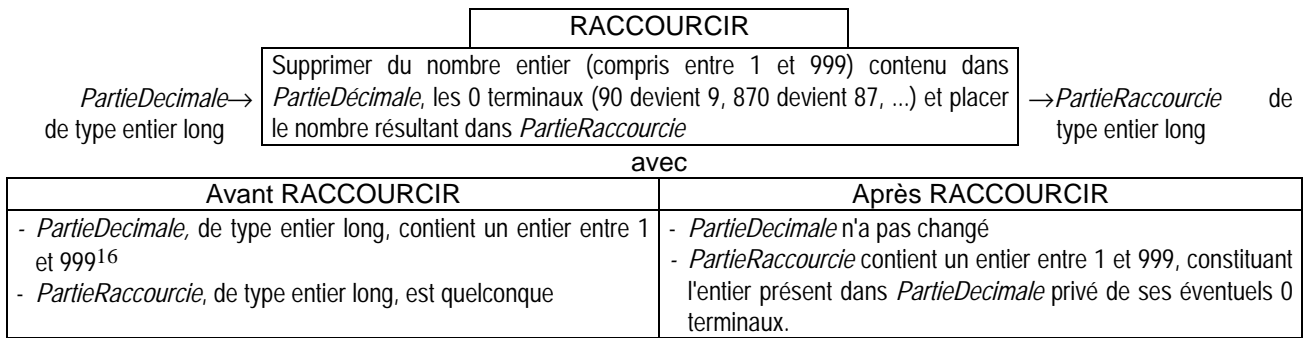 RACCOURCIR
PartieDecimale→
de type entier long
Supprimer du nombre entier (compris entre 1 et 999) contenu dans
PartieDécimale, les 0 terminaux (90 devient 9, 870 devient 87, ...) et placer
le nombre résultant dans PartieRaccourcie
→PartieRaccourcie de
type entier long
avec
Avant RACCOURCIR
- PartieDecimale, de type entier long, contient un entier entre 1
et 999¹⁶
- PartieRaccourcie, de type entier long, est quelconque
Après RACCOURCIR
- PartieDecimale n'a pas changé
- PartieRaccourcie contient un entier entre 1 et 999, constituant
l'entier présent dans PartieDecimale privé de ses éventuels 0
terminaux.